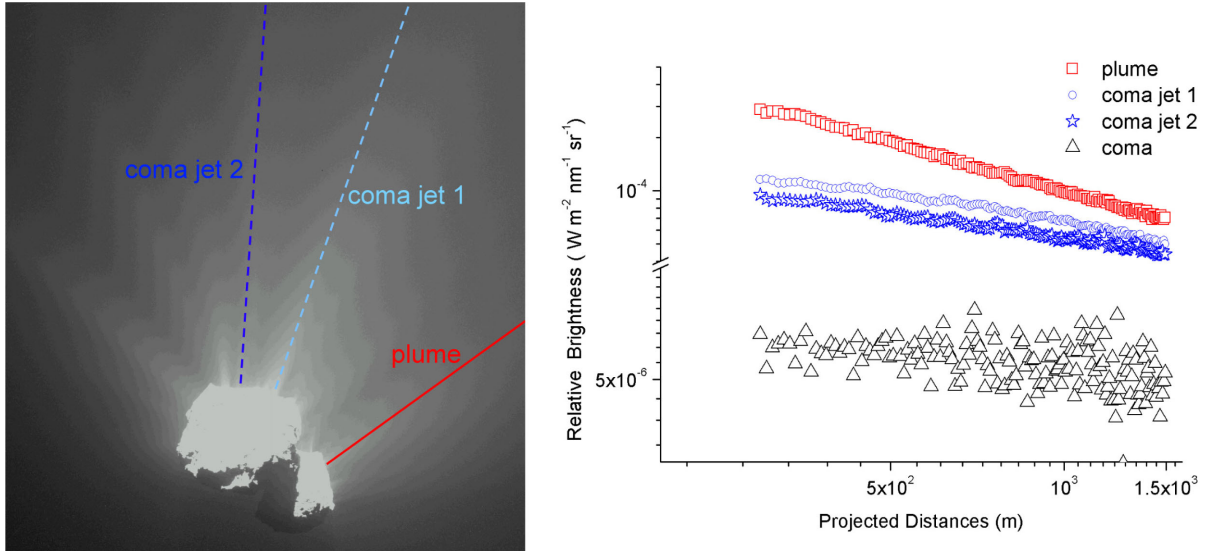 coma jet 2
coma jet 1
plume
Relative Brightness ( W m⁻² nm⁻¹ sr⁻¹ )
10⁻⁴
5x10⁻⁶
plume
coma jet 1
coma jet 2
coma
5x10² 10³ 1.5x10³
Projected Distances (m)